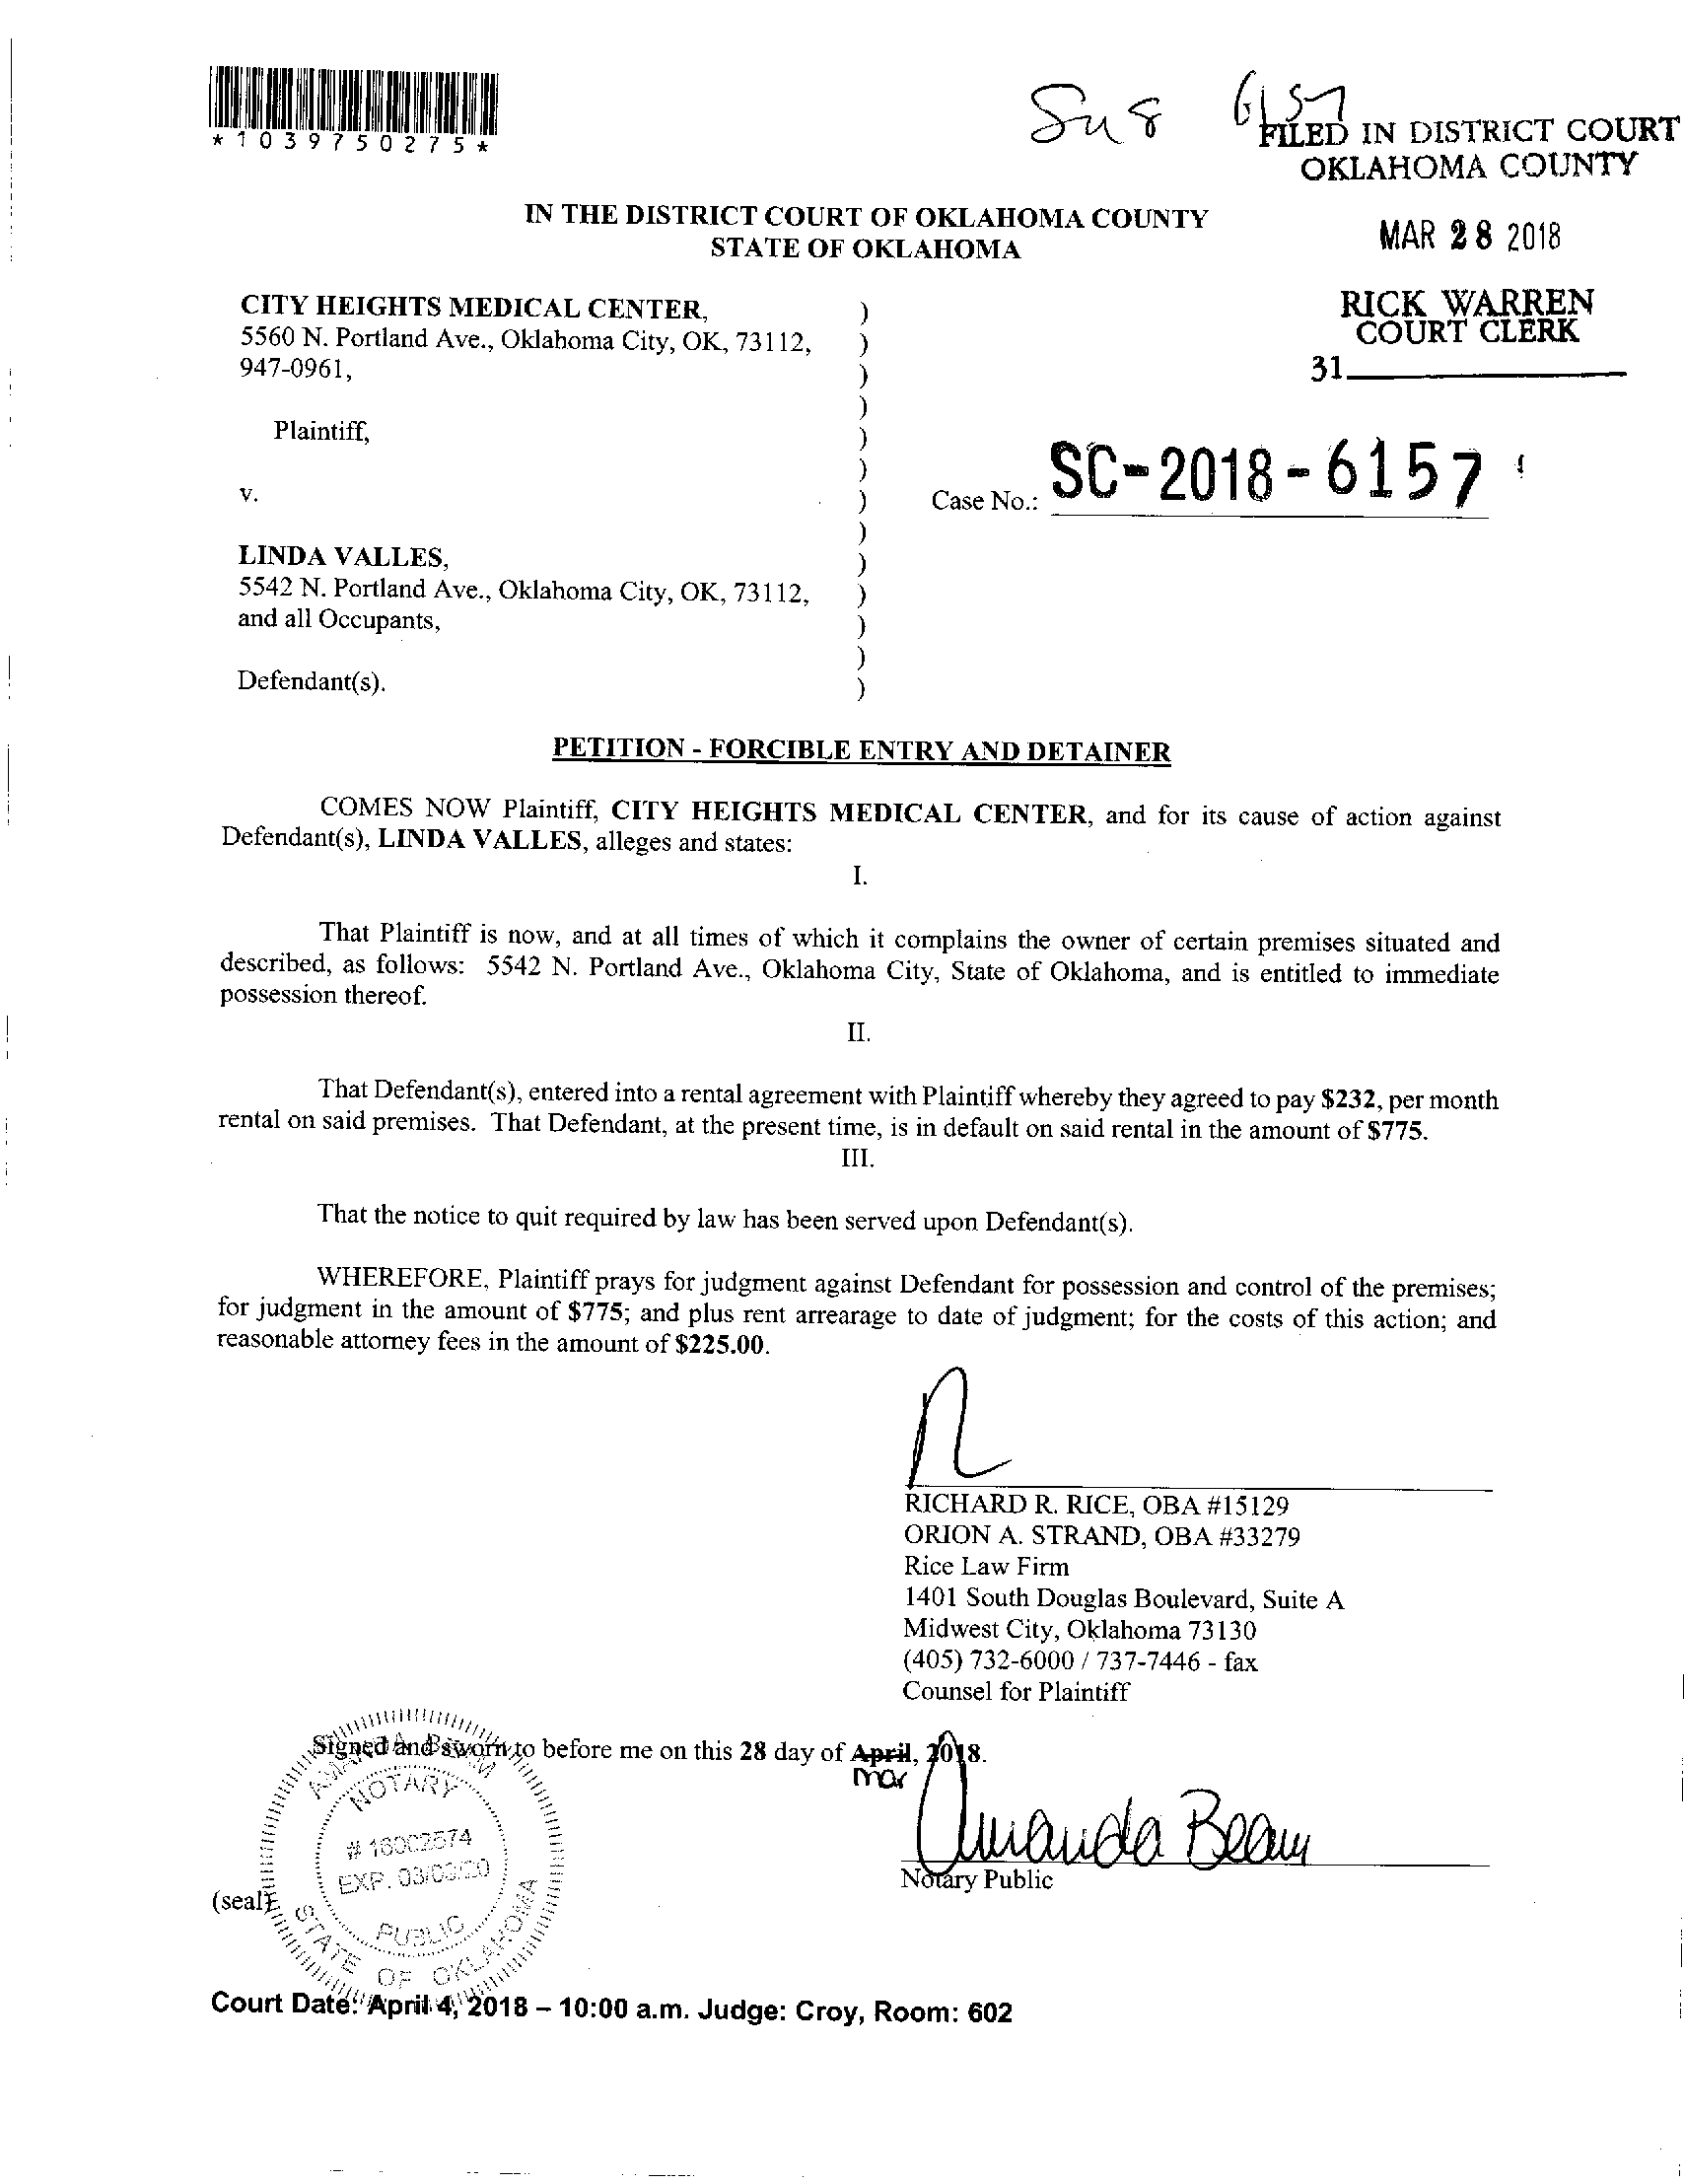 *1039750275*
6157
FILED IN DISTRICT COURT
OKLAHOMA COUNTY
MAR 28 2018
RICK WARREN
COURT CLERK
31
IN THE DISTRICT COURT OF OKLAHOMA COUNTY
STATE OF OKLAHOMA
CITY HEIGHTS MEDICAL CENTER, )
5560 N. Portland Ave., Oklahoma City, OK, 73112, )
947-0961, )
)
Plaintiff, )
)
v. ) Case No.: SC-2018-6157
)
LINDA VALLES, )
5542 N. Portland Ave., Oklahoma City, OK, 73112, )
and all Occupants, )
)
Defendant(s). )
PETITION - FORCIBLE ENTRY AND DETAINER
COMES NOW Plaintiff, CITY HEIGHTS MEDICAL CENTER, and for its cause of action against
Defendant(s), LINDA VALLES, alleges and states:
I.
That Plaintiff is now, and at all times of which it complains the owner of certain premises situated and
described, as follows: 5542 N. Portland Ave., Oklahoma City, State of Oklahoma, and is entitled to immediate
possession thereof.
II.
That Defendant(s), entered into a rental agreement with Plaintiff whereby they agreed to pay $232, per month
rental on said premises. That Defendant, at the present time, is in default on said rental in the amount of $775.
III.
That the notice to quit required by law has been served upon Defendant(s).
WHEREFORE, Plaintiff prays for judgment against Defendant for possession and control of the premises;
for judgment in the amount of $775; and plus rent arrearage to date of judgment; for the costs of this action; and
reasonable attorney fees in the amount of $225.00.
RICHARD R. RICE, OBA #15129
ORION A. STRAND, OBA #33279
Rice Law Firm
1401 South Douglas Boulevard, Suite A
Midwest City, Oklahoma 73130
(405) 732-6000 / 737-7446 - fax
Counsel for Plaintiff
Signed and sworn to before me on this 28 day of April, 2018.
mar
Amanda Beam
Notary Public
AMANDA BEAM
NOTARY
EXP. 03/03/20
PUBLIC
STATE OF OKLAHOMA
(seal)
Court Date: April 4, 2018 – 10:00 a.m. Judge: Croy, Room: 602